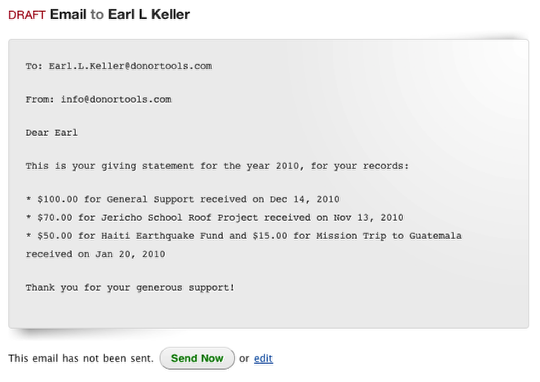 DRAFT Email to Earl L Keller
To: Earl.L.Keller@donortools.com
From: info@donortools.com
Dear Earl
This is your giving statement for the year 2010, for your records:
* $100.00 for General Support received on Dec 14, 2010
* $70.00 for Jericho School Roof Project received on Nov 13, 2010
* $50.00 for Haiti Earthquake Fund and $15.00 for Mission Trip to Guatemala
received on Jan 20, 2010
Thank you for your generous support!
This email has not been sent. Send Now or edit